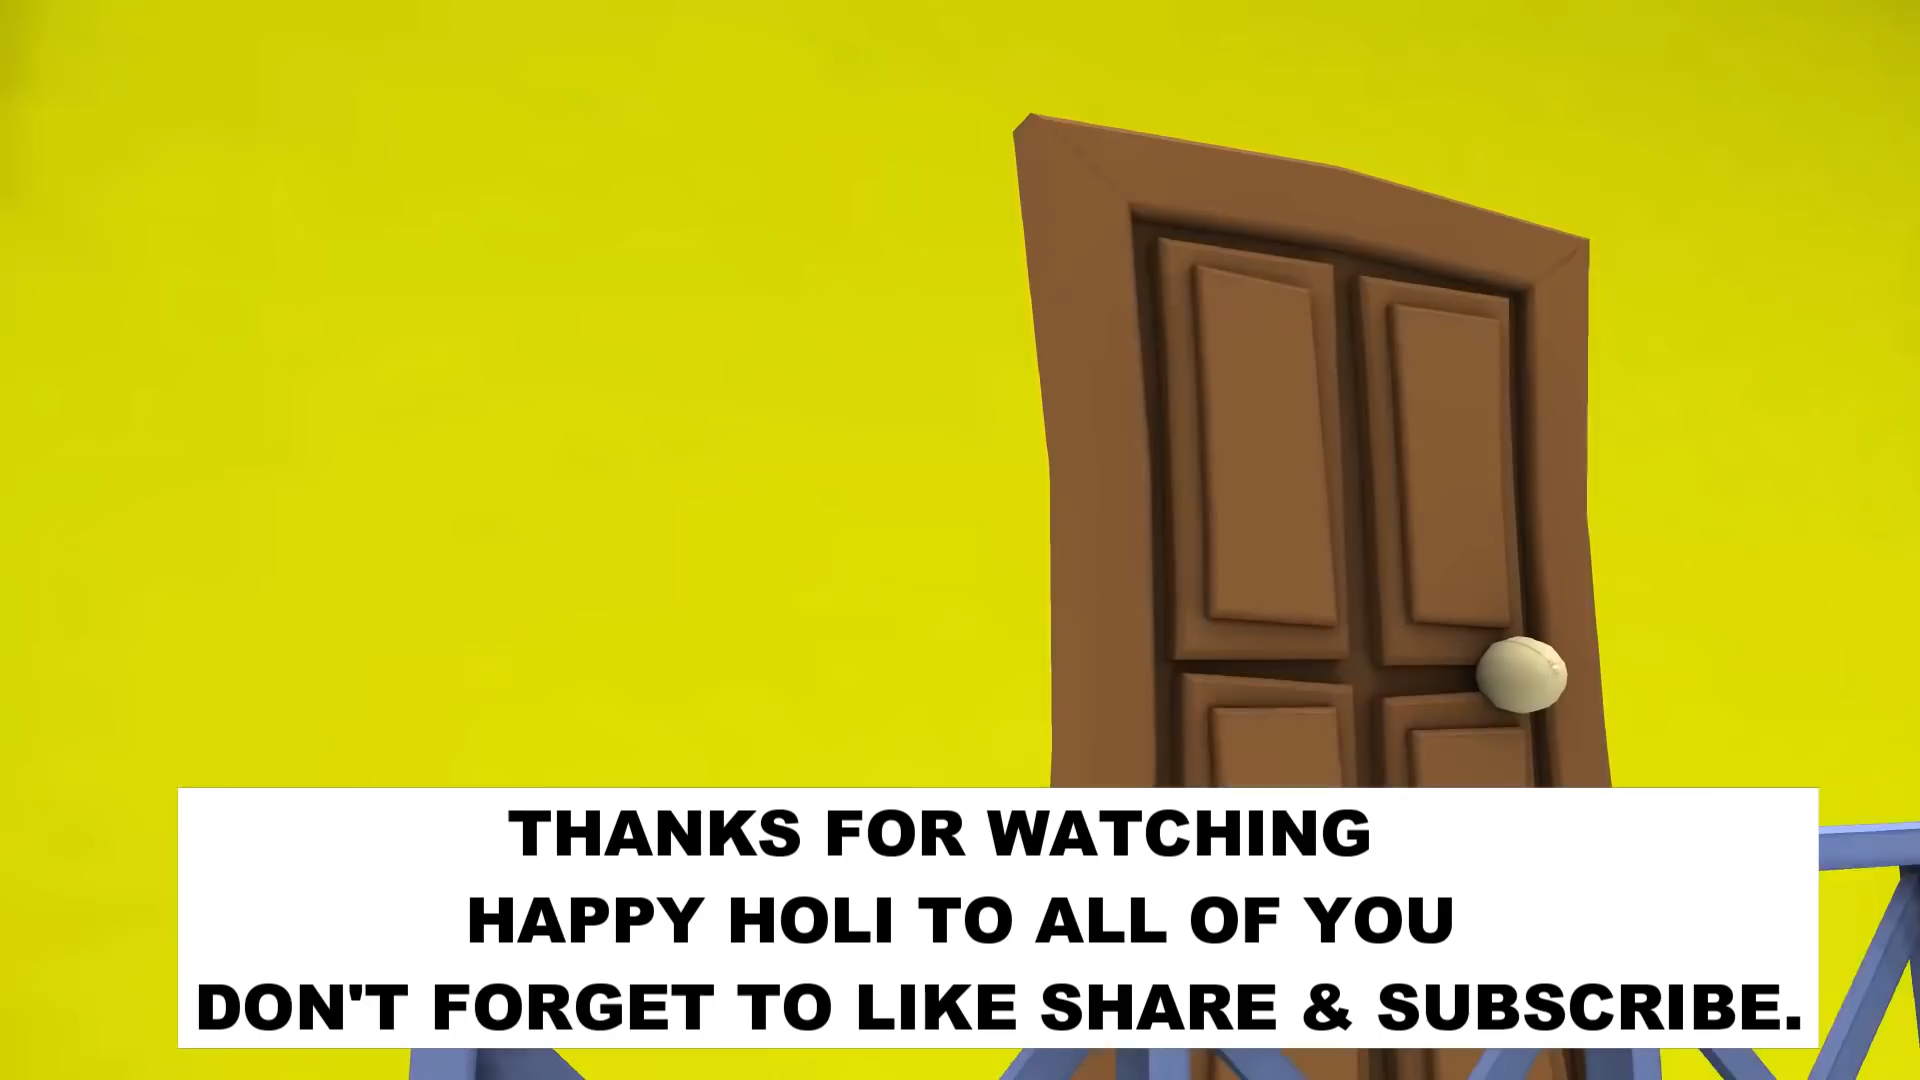 THANKS FOR WATCHING
HAPPY HOLI TO ALL OF YOU
DON'T FORGET TO LIKE SHARE & SUBSCRIBE.